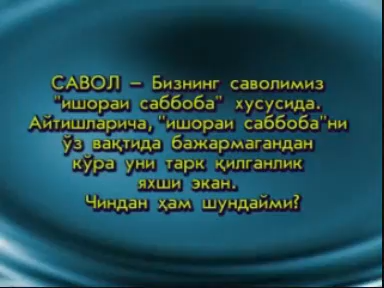 САВОЛ – Бизнинг саволимиз
"ишораи саббоба" хусусида.
Айтишларича, "ишораи саббоба"ни
ўз вақтида бажармагандан
кўра уни тарк қилганлик
яхши экан.
Чиндан ҳам шундайми?